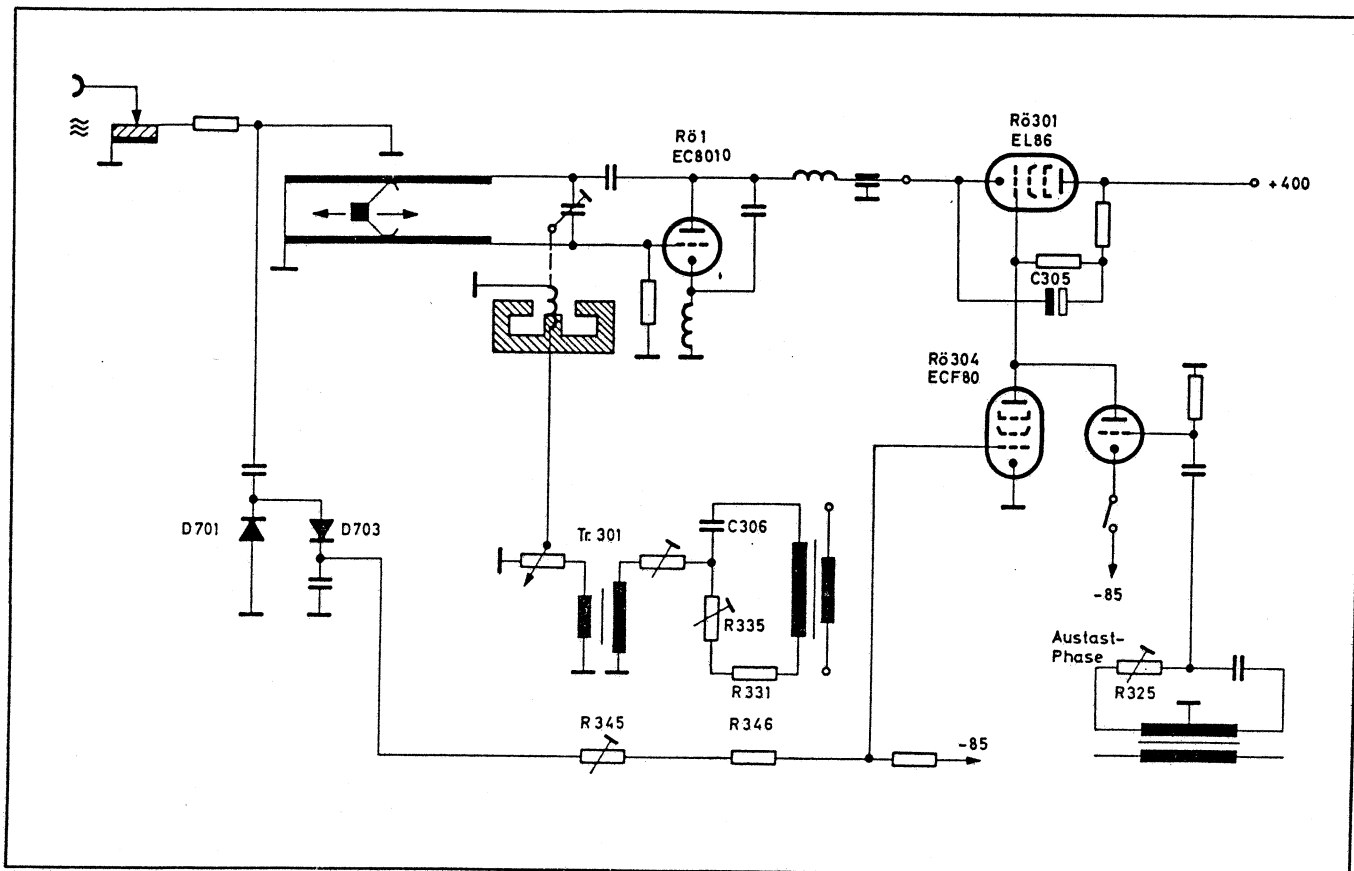 Rö1
EC8010
Rö301
EL86
+400
C305
Rö304
ECF80
D701
D703
Tr. 301
C306
R335
R331
-85
Austast-
Phase
R325
R345
R346
-85